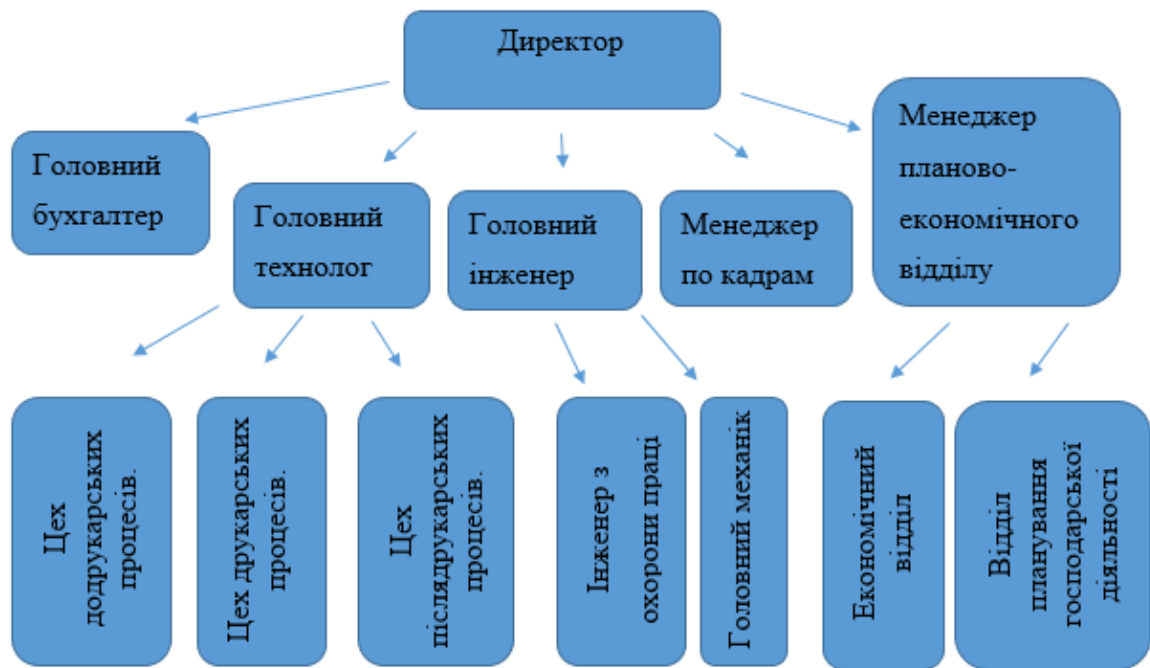 Директор
Головний
бухгалтер
Головний
технолог
Головний
інженер
Менеджер
по кадрам
Менеджер
планово-
економічного
відділу
Цех
додрукарських
процесів.
Цех друкарських
процесів.
Цех
післядрукарських
процесів.
Інженер з
охорони праці
Головний механік
Економічний
відділ
Відділ
планування
господарської
діяльності